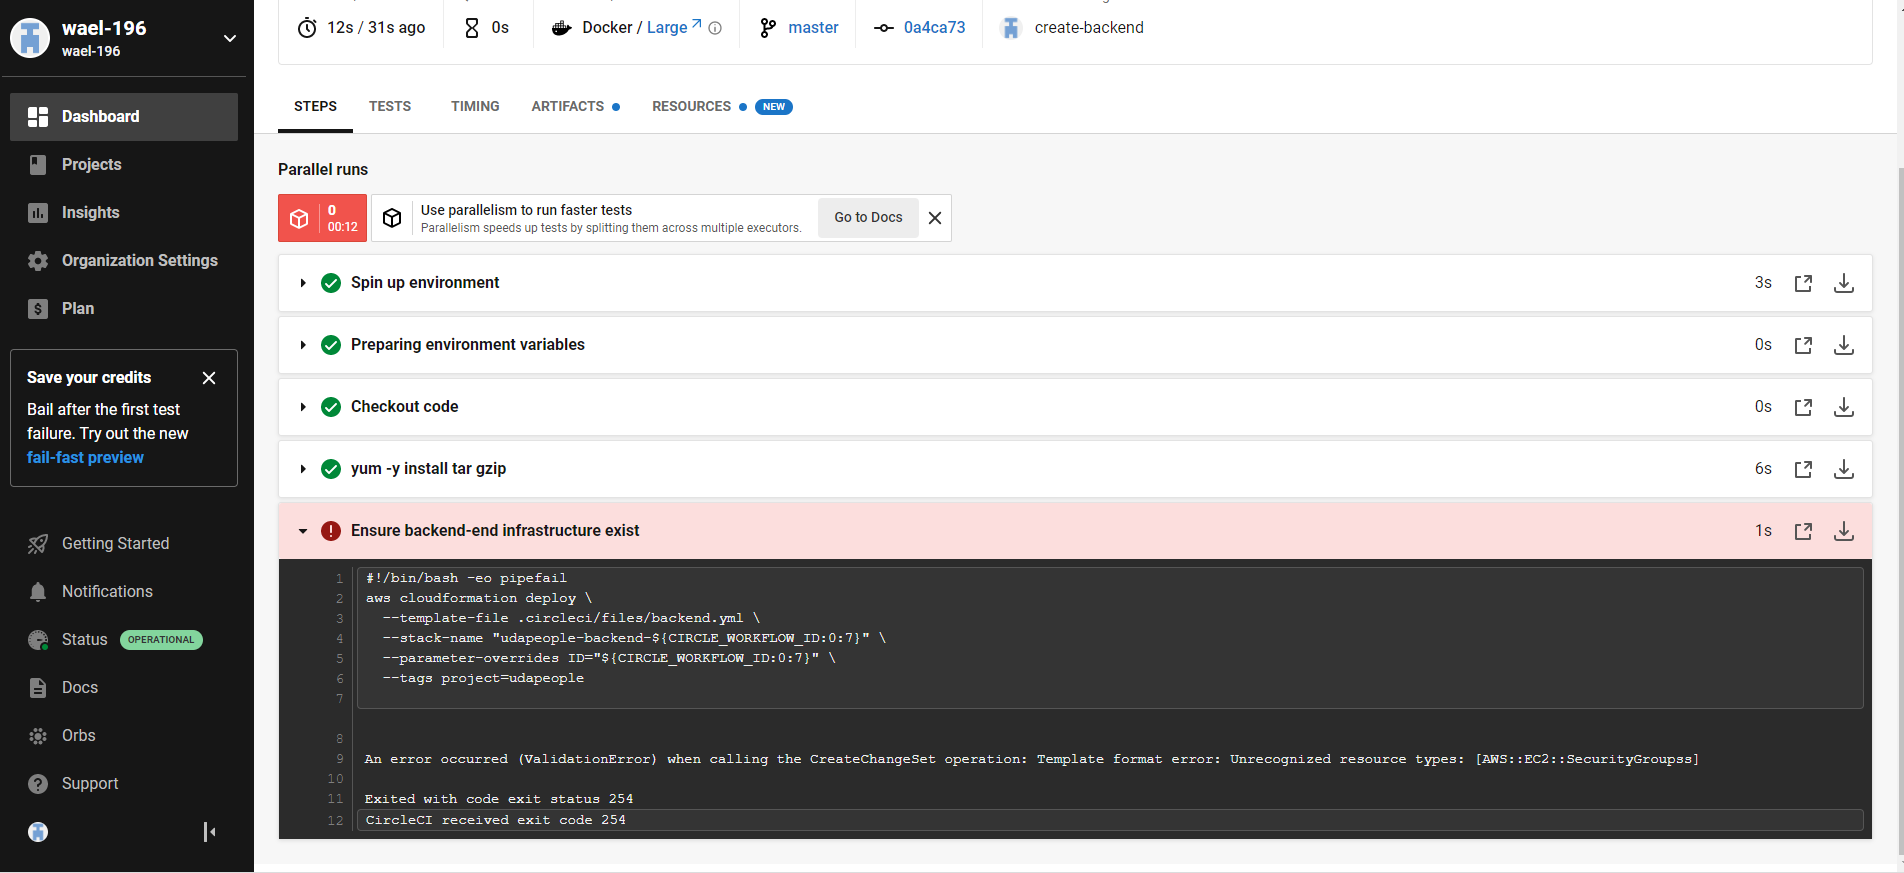 wael-196
wael-196
Dashboard
Projects
Insights
Organization Settings
Plan
Save your credits
Bail after the first test
failure. Try out the new
fail-fast preview
Getting Started
Notifications
Status OPERATIONAL
Docs
Orbs
Support
12s / 31s ago
0s
Docker / Large
master
0a4ca73
create-backend
STEPS
TESTS
TIMING
ARTIFACTS
RESOURCES NEW
Parallel runs
0
00:12
Use parallelism to run faster tests
Parallelism speeds up tests by splitting them across multiple executors.
Go to Docs
Spin up environment 3s
Preparing environment variables 0s
Checkout code 0s
yum -y install tar gzip 6s
Ensure backend-end infrastructure exist 1s
1 #!/bin/bash -eo pipefail
2 aws cloudformation deploy \
3 --template-file .circleci/files/backend.yml \
4 --stack-name "udapeople-backend-${CIRCLE_WORKFLOW_ID:0:7}" \
5 --parameter-overrides ID="${CIRCLE_WORKFLOW_ID:0:7}" \
6 --tags project=udapeople
7
8
9 An error occurred (ValidationError) when calling the CreateChangeSet operation: Template format error: Unrecognized resource types: [AWS::EC2::SecurityGroupss]
10
11 Exited with code exit status 254
12 CircleCI received exit code 254